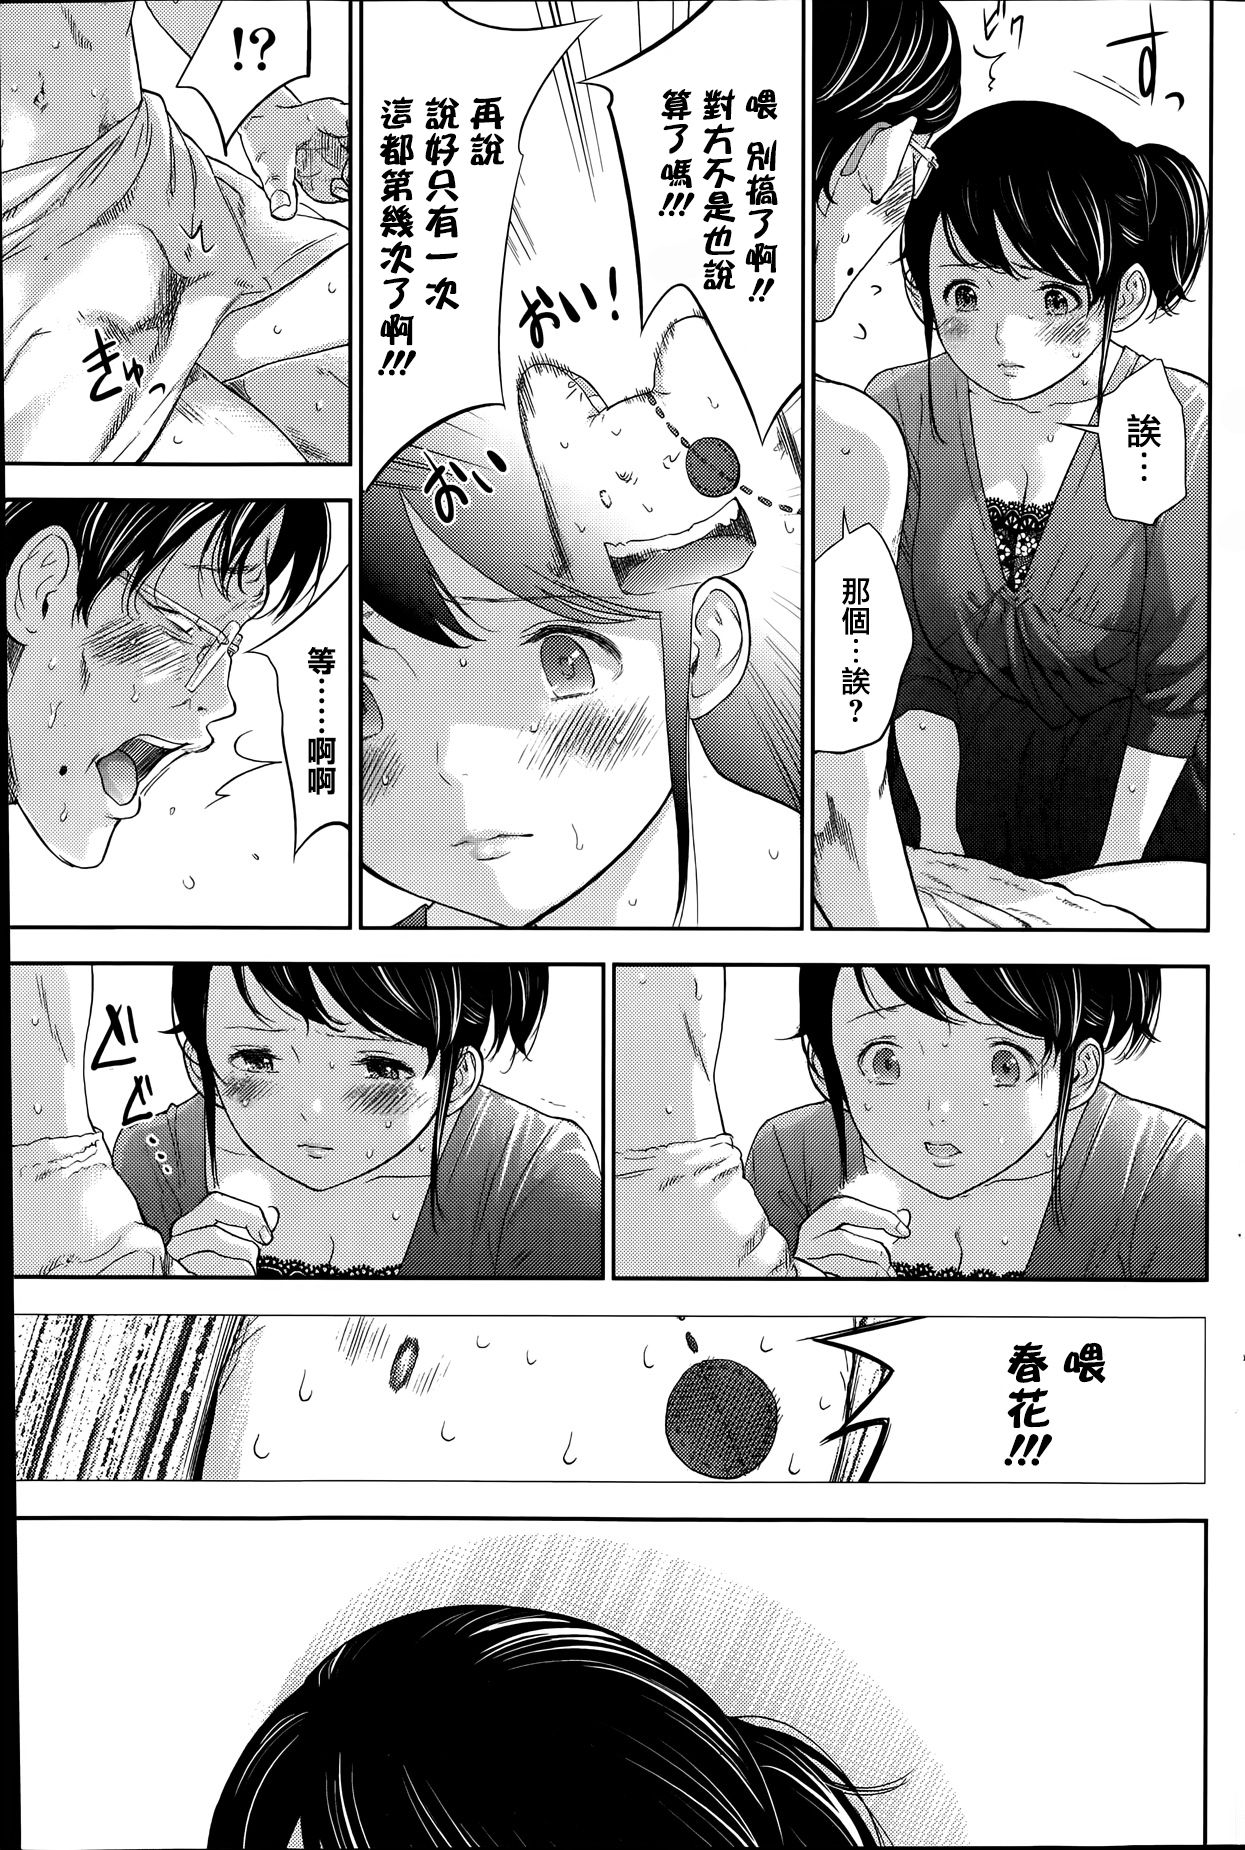 ビク
すっ
誒…
那個…誒?
喂 別搞了啊!!
對方不是也說
算了嗎!!!
おい!
再說
說好只有一次
這都第幾次了啊!!!
おい
!?
きゅっ
等……啊啊
ど
ど…
喂
春花!!!